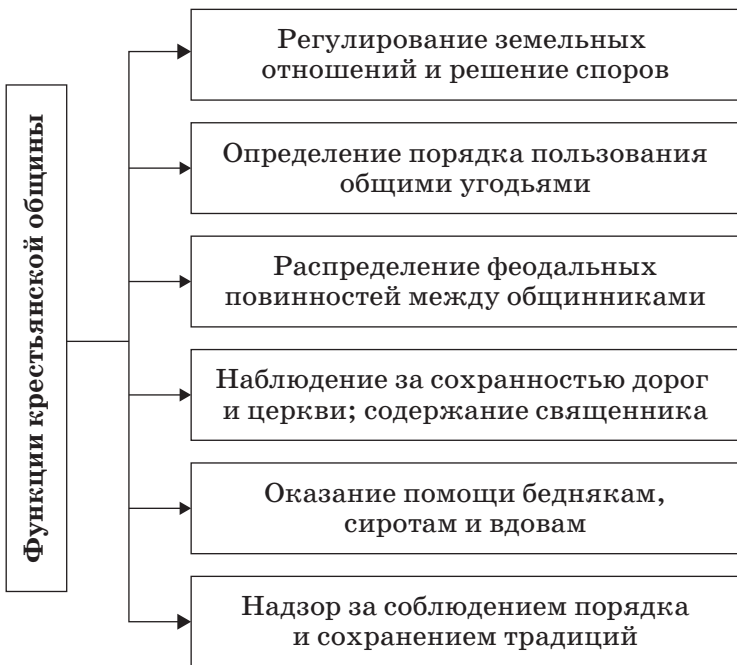 Функции крестьянской общины
Регулирование земельных
отношений и решение споров
Определение порядка пользования
общими угодьями
Распределение феодальных
повинностей между общинниками
Наблюдение за сохранностью дорог
и церкви; содержание священника
Оказание помощи беднякам,
сиротам и вдовам
Надзор за соблюдением порядка
и сохранением традиций